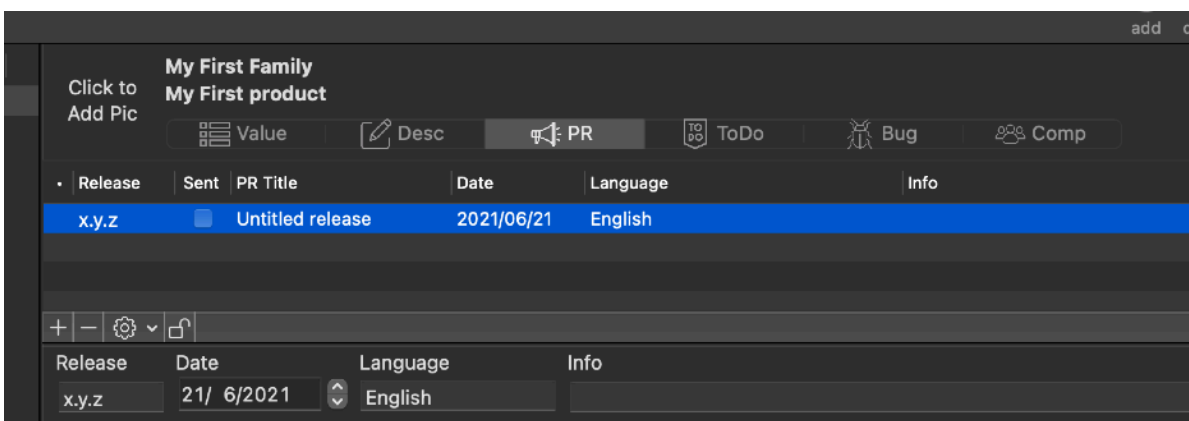 add
Click to
Add Pic
My First Family
My First product
Value Desc PR TO DO ToDo Bug Comp
• Release Sent PR Title Date Language Info
x.y.z Untitled release 2021/06/21 English
Release Date Language Info
x.y.z 21/ 6/2021 English